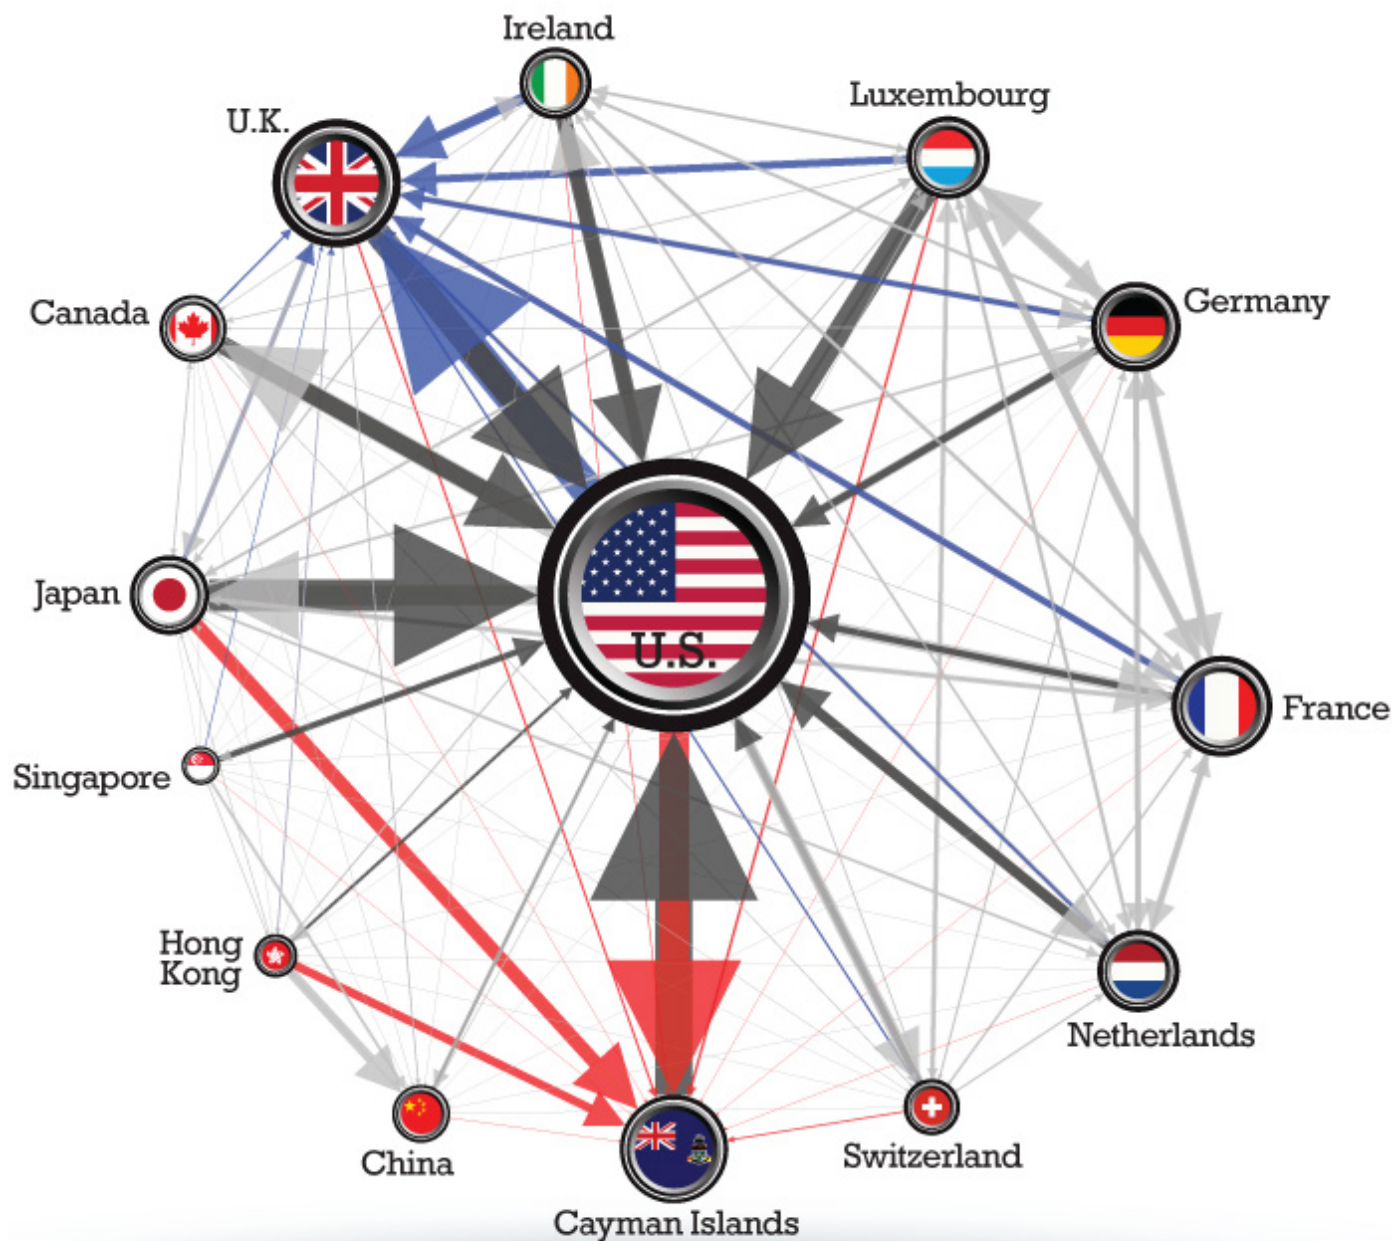 Ireland
Luxembourg
U.K.
Germany
Canada
Japan
U.S.
France
Singapore
Hong
Kong
Netherlands
China
Switzerland
Cayman Islands